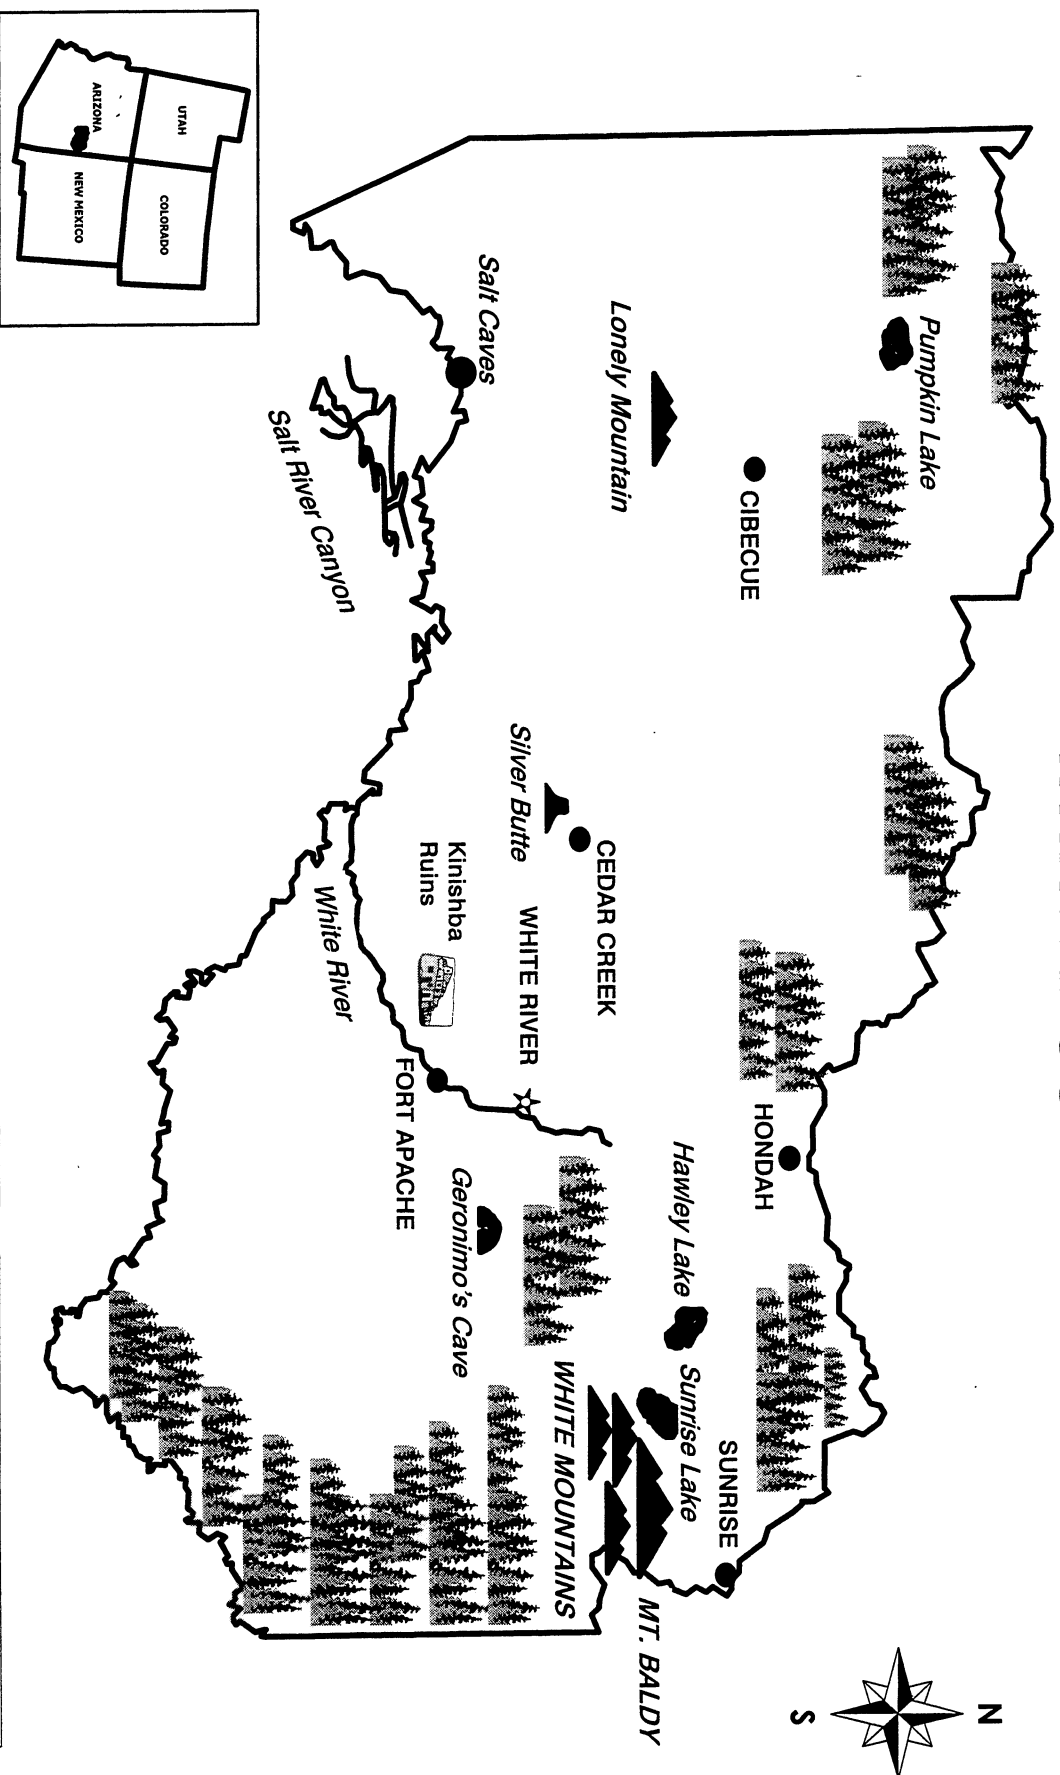 N
S
Pumpkin Lake
CIBECUE
Lonely Mountain
Salt Caves
Salt River Canyon
HONDAH
Hawley Lake
Sunrise Lake
SUNRISE
MT. BALDY
WHITE MOUNTAINS
CEDAR CREEK
Silver Butte
WHITE RIVER
Kinishba
Ruins
FORT APACHE
Geronimo's Cave
White River
UTAH
COLORADO
ARIZONA
NEW MEXICO